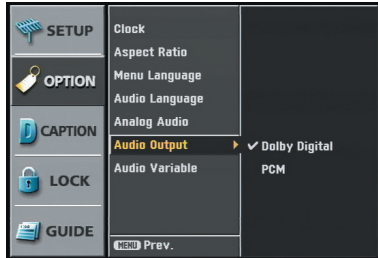 SETUP
OPTION
D CAPTION
LOCK
GUIDE
Clock
Aspect Ratio
Menu Language
Audio Language
Analog Audio
Audio Output
Audio Variable
MENU Prev.
Dolby Digital
PCM